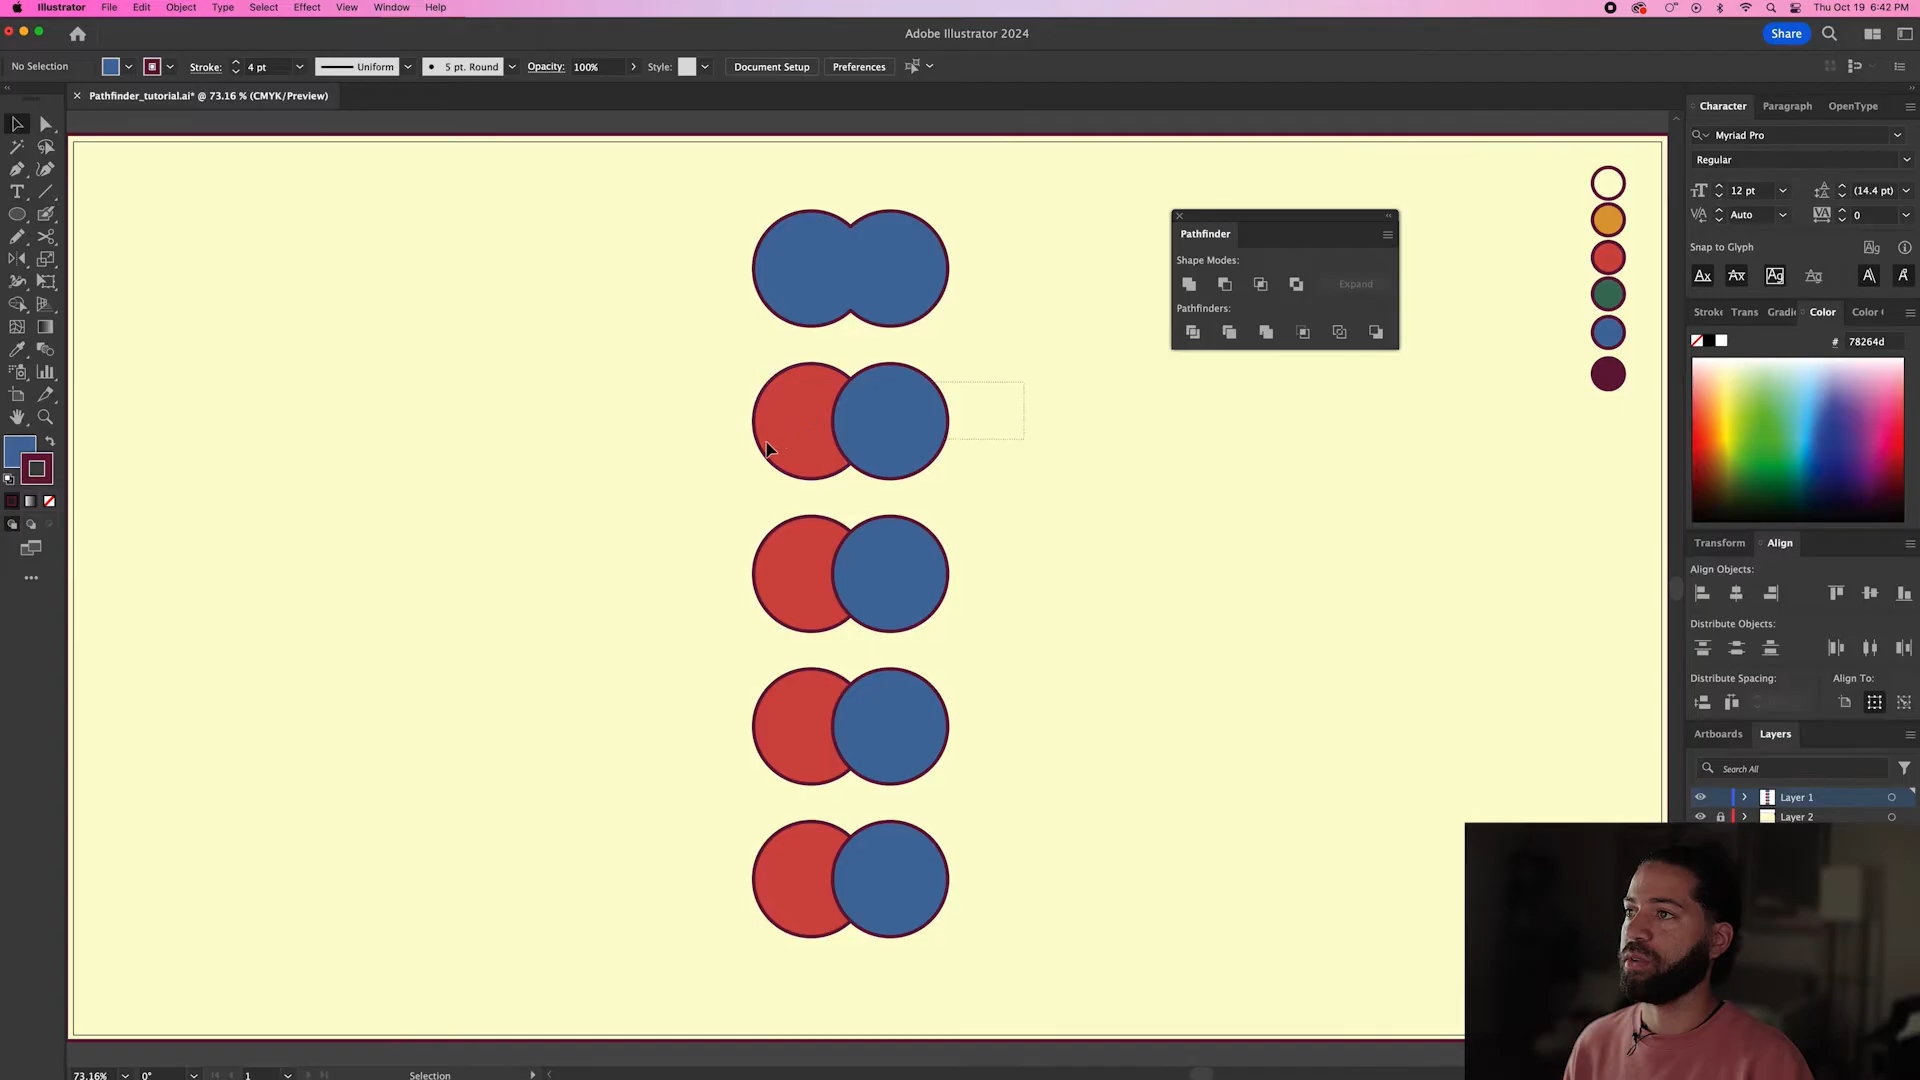 Illustrator File Edit Object Type Select Effect View Window Help Thu Oct 19 6:42 PM
Adobe Illustrator 2024 Share
No Selection Stroke: 4 pt Uniform 5 pt. Round Opacity: 100% Style: Document Setup Preferences
× Pathfinder_tutorial.ai* @ 73.16 % (CMYK/Preview)
Character Paragraph OpenType
Myriad Pro
Regular
12 pt (14.4 pt)
Auto 0
Snap to Glyph
Stroke Trans Gradie Color Color
# 78264d
Pathfinder
Shape Modes:
Expand
Pathfinders:
Transform Align
Align Objects:
Distribute Objects:
Distribute Spacing: Align To:
Artboards Layers
Search All
Layer 1
Layer 2
73.16% 0° 1 Selection